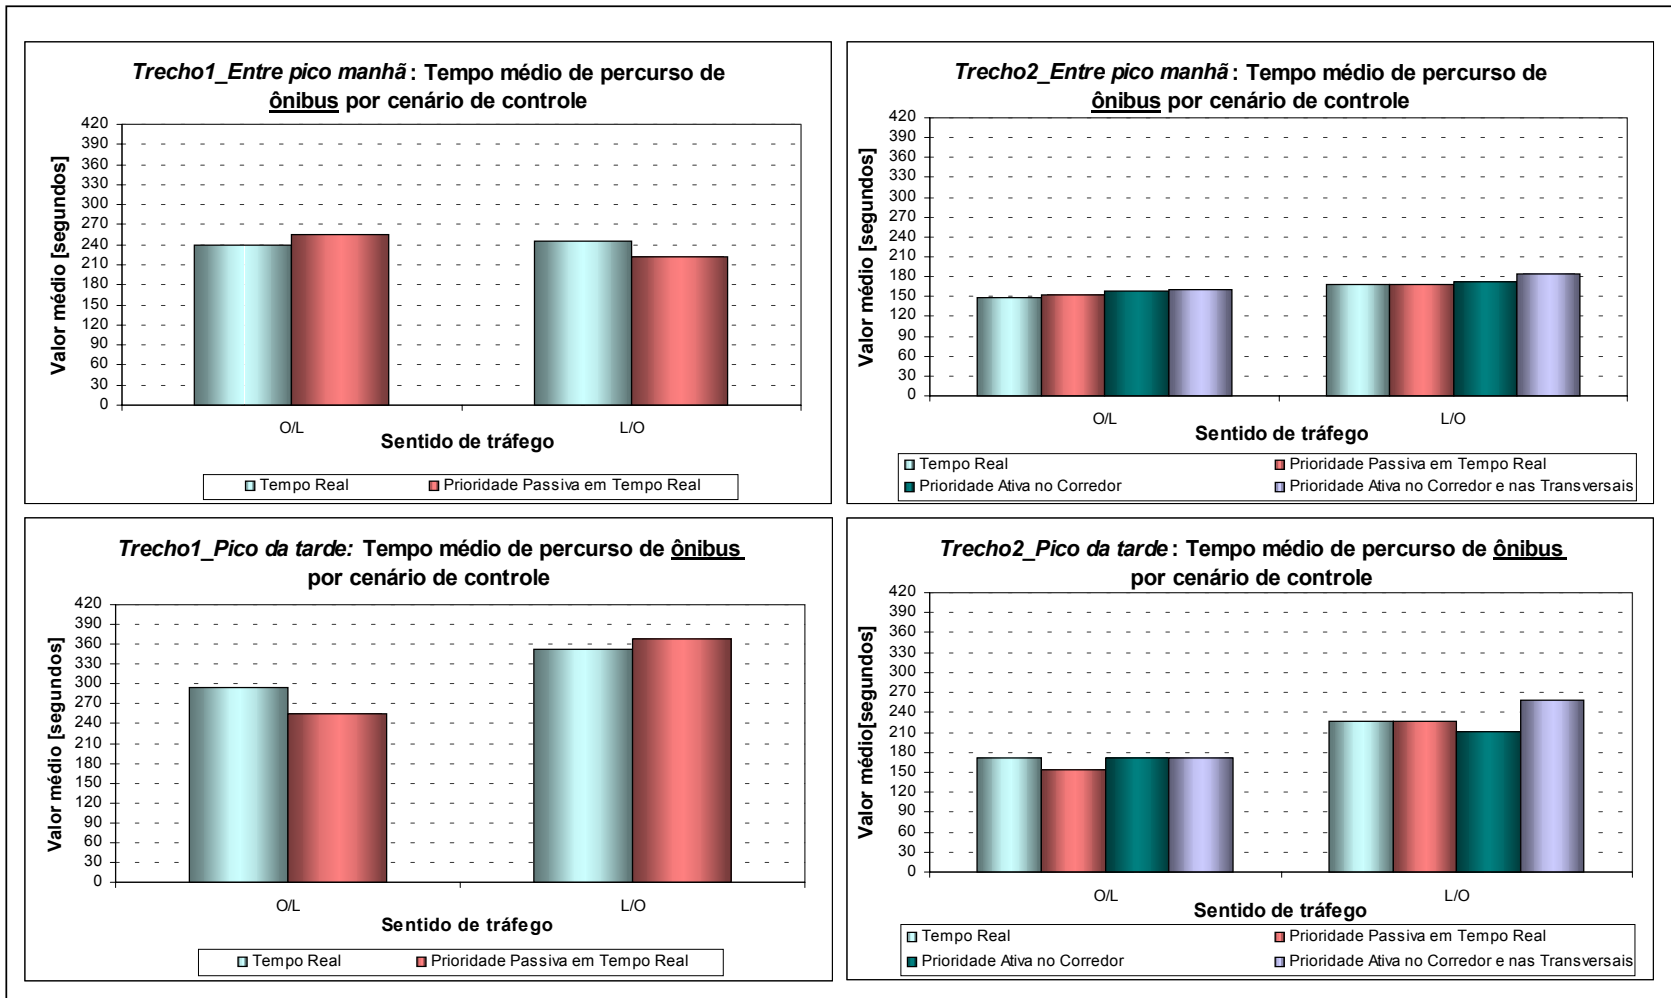 Trecho1_Entre pico manhã: Tempo médio de percurso de
ônibus por cenário de controle
Valor médio [segundos]
420
390
360
330
300
270
240
210
180
150
120
90
60
30
0
O/L
L/O
Sentido de tráfego
Tempo Real
Prioridade Passiva em Tempo Real
Trecho2_Entre pico manhã: Tempo médio de percurso de
ônibus por cenário de controle
Valor médio [segundos]
420
390
360
330
300
270
240
210
180
150
120
90
60
30
0
O/L
L/O
Sentido de tráfego
Tempo Real
Prioridade Passiva em Tempo Real
Prioridade Ativa no Corredor
Prioridade Ativa no Corredor e nas Transversais
Trecho1_Pico da tarde: Tempo médio de percurso de ônibus
por cenário de controle
Valor médio [segundos]
420
390
360
330
300
270
240
210
180
150
120
90
60
30
0
O/L
L/O
Sentido de tráfego
Tempo Real
Prioridade Passiva em Tempo Real
Trecho2_Pico da tarde: Tempo médio de percurso de ônibus
por cenário de controle
Valor médio[segundos]
420
390
360
330
300
270
240
210
180
150
120
90
60
30
0
O/L
L/O
Sentido de tráfego
Tempo Real
Prioridade Passiva em Tempo Real
Prioridade Ativa no Corredor
Prioridade Ativa no Corredor e nas Transversais